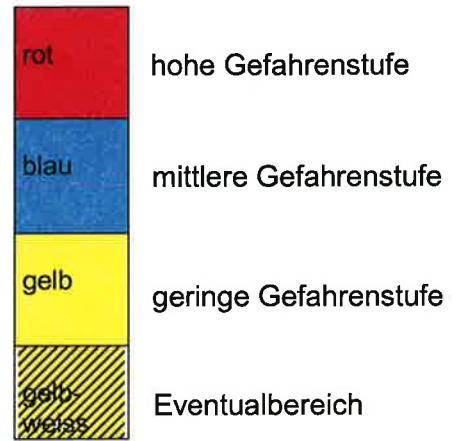 rot
hohe Gefahrenstufe
blau
mittlere Gefahrenstufe
gelb
geringe Gefahrenstufe
gelb-
weiss
Eventualbereich